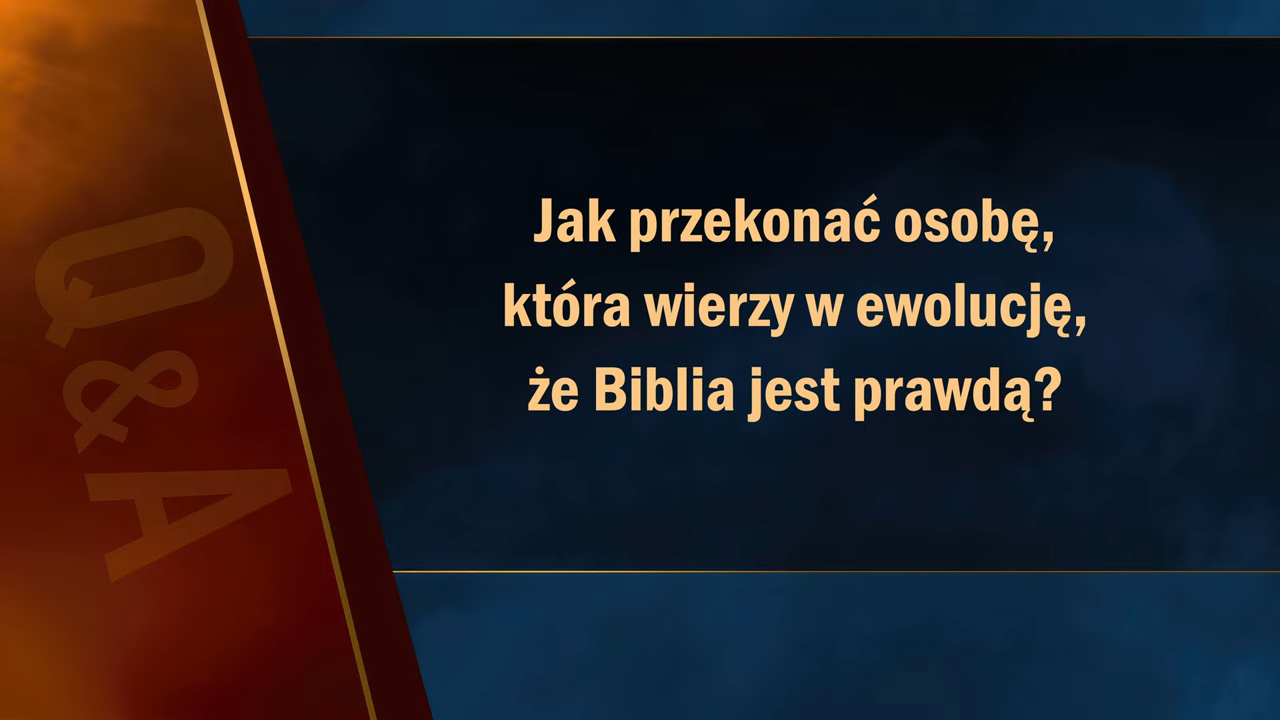 Q & A
Jak przekonać osobę,
która wierzy w ewolucję,
że Biblia jest prawdą?